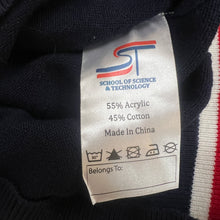 ST
SCHOOL OF SCIENCE
& TECHNOLOGY
55% Acrylic
45% Cotton
Made In China
Belongs To: